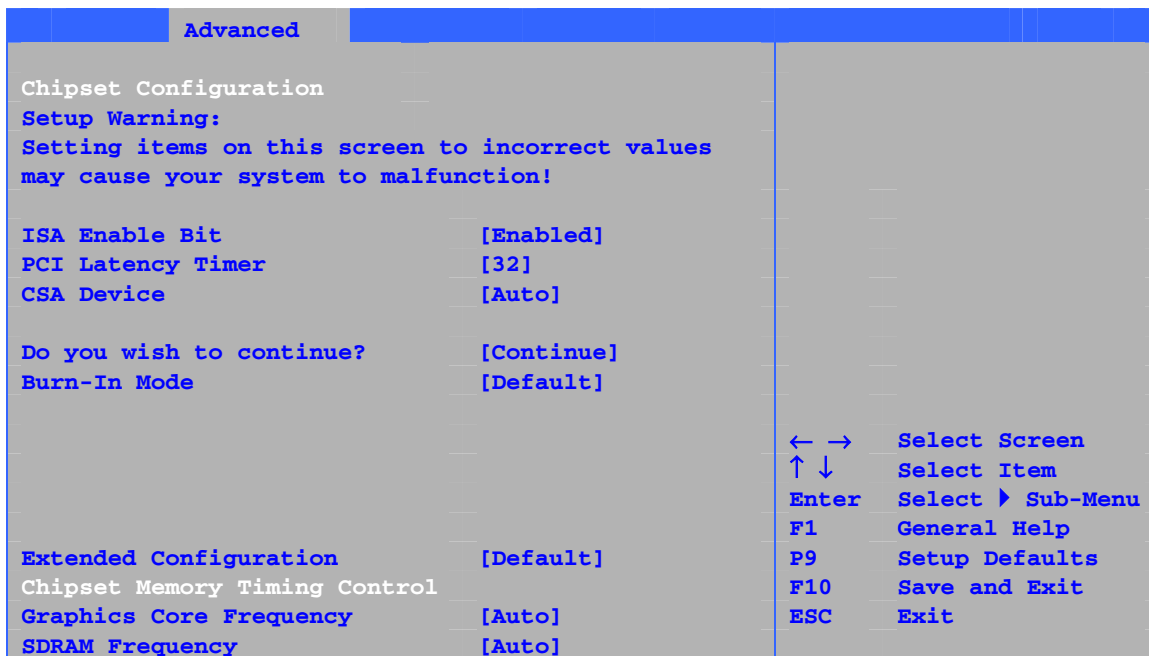 Advanced
Chipset Configuration
Setup Warning:
Setting items on this screen to incorrect values
may cause your system to malfunction!
ISA Enable Bit [Enabled]
PCI Latency Timer [32]
CSA Device [Auto]
Do you wish to continue? [Continue]
Burn-In Mode [Default]
Extended Configuration [Default]
Chipset Memory Timing Control
Graphics Core Frequency [Auto]
SDRAM Frequency [Auto]
← → Select Screen
↑ ↓ Select Item
Enter Select ▶ Sub-Menu
F1 General Help
P9 Setup Defaults
F10 Save and Exit
ESC Exit